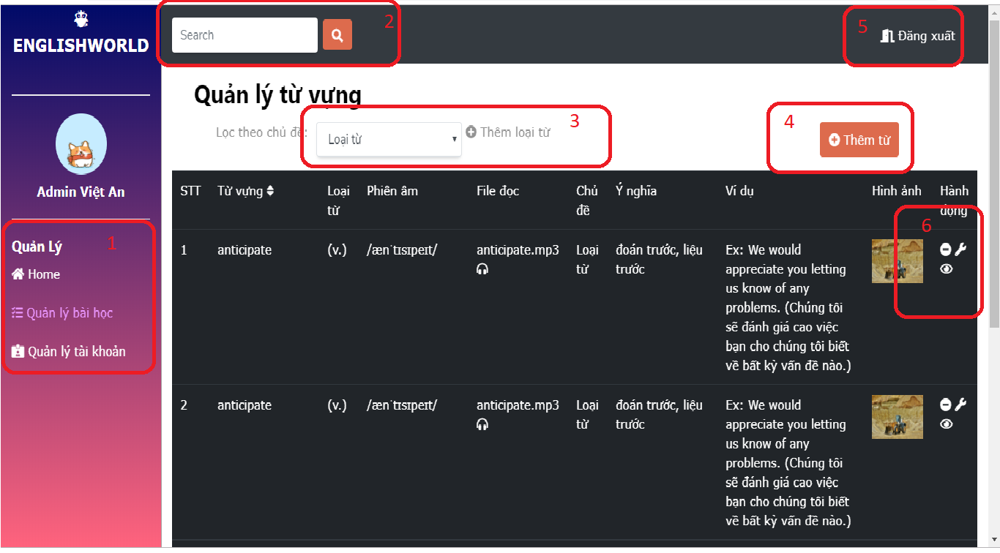 ENGLISHWORLD
Admin Việt An
1
Quản Lý
Home
Quản lý bài học
Quản lý tài khoản
Search
2
5
Đăng xuất
Quản lý từ vựng
Lọc theo chủ đề:
Loại từ
Thêm loại từ
3
4
Thêm từ
STT Từ vựng Loại Phiên âm File đọc Chủ Ý nghĩa Ví dụ Hình ảnh Hành
từ đề động
6
1 anticipate (v.) /ænˈtɪsɪpeɪt/ anticipate.mp3 Loại đoán trước, liệu Ex: We would
từ trước appreciate you letting
us know of any
problems. (Chúng tôi
sẽ đánh giá cao việc
bạn cho chúng tôi biết
về bất kỳ vấn đề nào.)
2 anticipate (v.) /ænˈtɪsɪpeɪt/ anticipate.mp3 Loại đoán trước, liệu Ex: We would
từ trước appreciate you letting
us know of any
problems. (Chúng tôi
sẽ đánh giá cao việc
bạn cho chúng tôi biết
về bất kỳ vấn đề nào.)